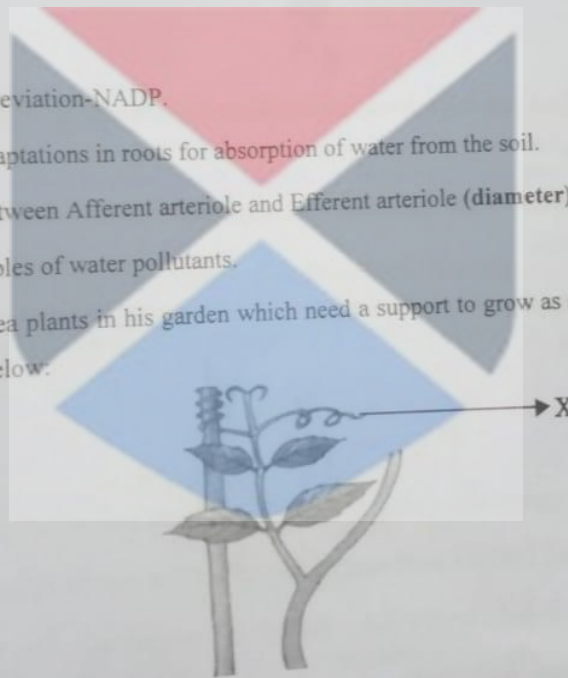 eviation-NADP.
aptations in roots for absorption of water from the soil.
tween Afferent arteriole and Efferent arteriole (diameter)
ples of water pollutants.
ea plants in his garden which need a support to grow as
elow:
X